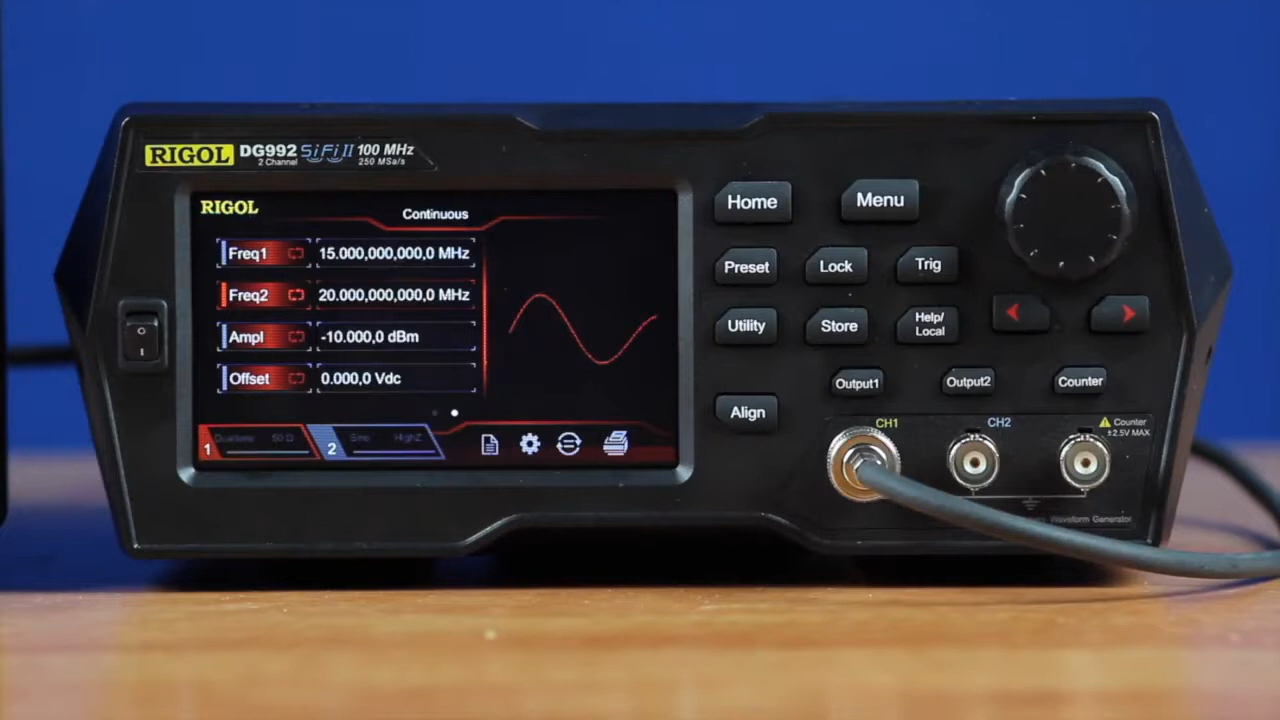 RIGOL DG992 SiFi II 100 MHz
2 Channel 250 MSa/s
RIGOL
Continuous
Freq1 15.000,000,000,0 MHz
Freq2 20.000,000,000,0 MHz
Ampl -10.000,0 dBm
Offset 0.000,0 Vdc
1 Dualtone 50 Ω
2 Sine HighZ
Home Menu
Preset Lock Trig
Utility Store Help/
Local
Output1 Output2 Counter
Align
CH1 CH2 Counter
±2.5V MAX
Waveform Generator